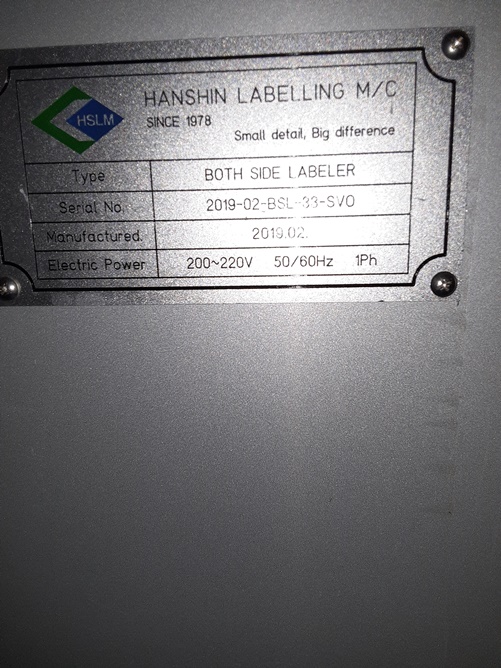 HSLM
HANSHIN LABELLING M/C
SINCE 1978
Small detail, Big difference
Type BOTH SIDE LABELER
Serial No. 2019-02-BSL-33-SVO
Manufactured. 2019.02.
Electric Power 200~220V 50/60Hz 1Ph